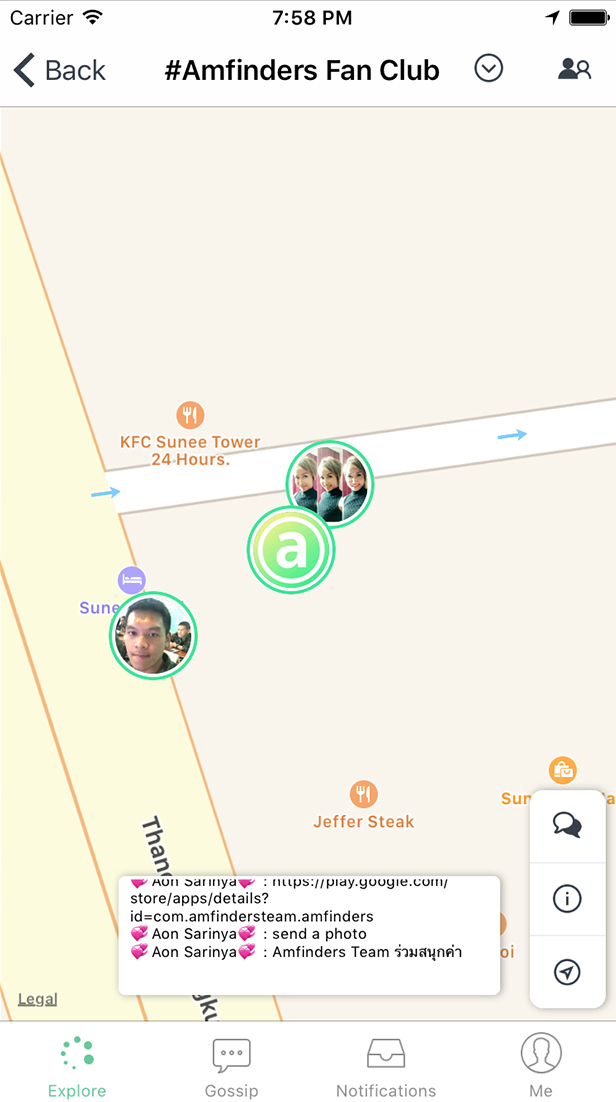 Carrier 7:58 PM
Back #Amfinders Fan Club
KFC Sunee Tower
24 Hours.
a
Sune
Jeffer Steak
Sun
Thang
gku
oi
💞Aon Sarinya💞 : https://play.google.com/
store/apps/details?
id=com.amfindersteam.amfinders
💞Aon Sarinya💞 : send a photo
💞Aon Sarinya💞 : Amfinders Team ร่วมสนุกค่า
Legal
Explore Gossip Notifications Me